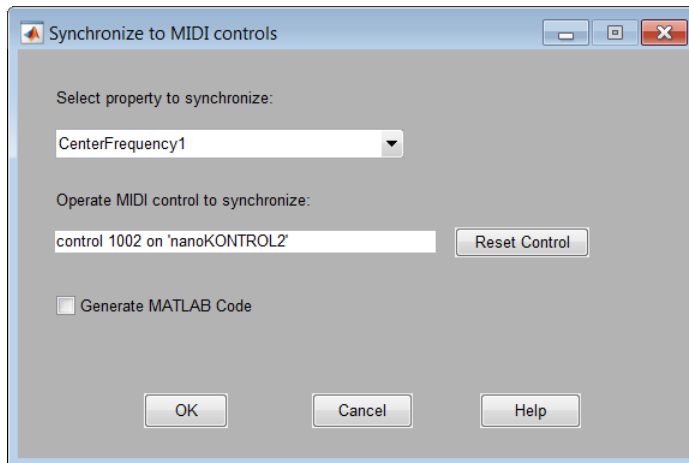 Synchronize to MIDI controls
Select property to synchronize:
CenterFrequency1
Operate MIDI control to synchronize:
control 1002 on 'nanoKONTROL2'
Reset Control
Generate MATLAB Code
OK
Cancel
Help